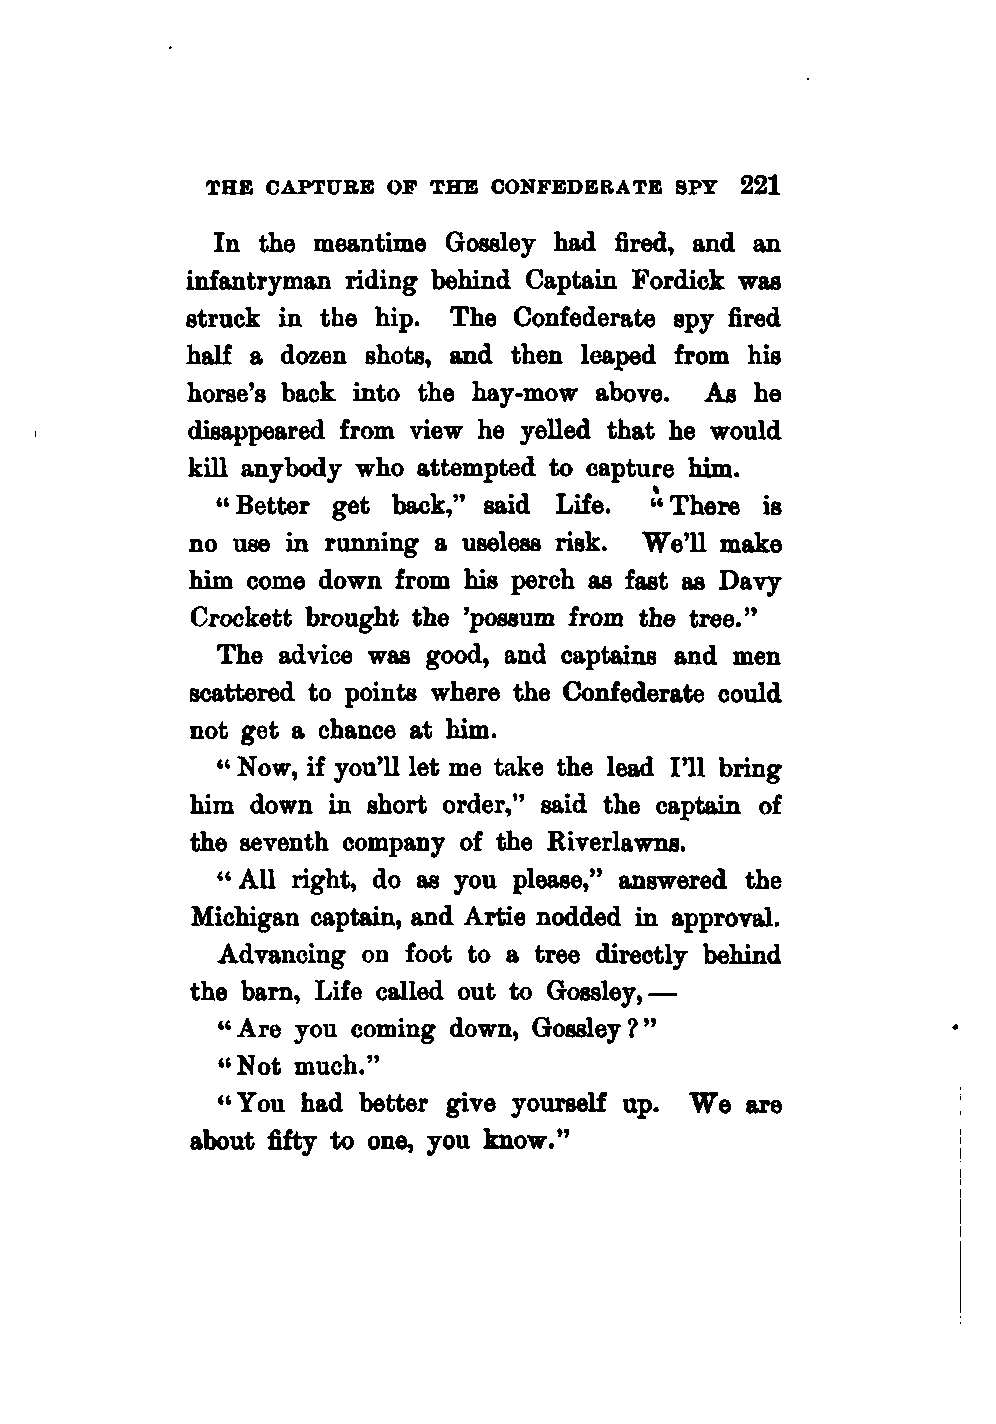 THE CAPTURE OF THE CONFEDERATE SPY 221
In the meantime Gossley had fired, and an
infantryman riding behind Captain Fordick was
struck in the hip. The Confederate spy fired
half a dozen shots, and then leaped from his
horse's back into the hay-mow above. As he
disappeared from view he yelled that he would
kill anybody who attempted to capture him.
“Better get back,” said Life. “There is
no use in running a useless risk. We'll make
him come down from his perch as fast as Davy
Crockett brought the 'possum from the tree.”
The advice was good, and captains and men
scattered to points where the Confederate could
not get a chance at him.
“Now, if you'll let me take the lead I'll bring
him down in short order,” said the captain of
the seventh company of the Riverlawns.
“All right, do as you please,” answered the
Michigan captain, and Artie nodded in approval.
Advancing on foot to a tree directly behind
the barn, Life called out to Gossley,—
“Are you coming down, Gossley?”
“Not much.”
“You had better give yourself up. We are
about fifty to one, you know.”